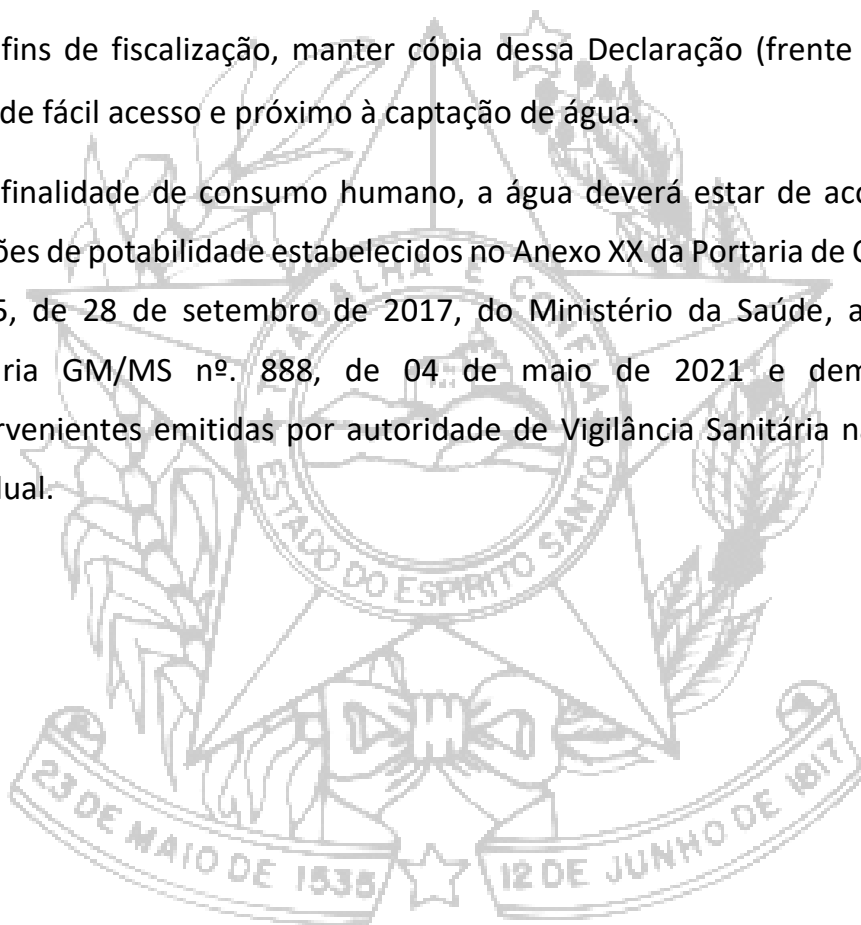 fins de fiscalização, manter cópia dessa Declaração (frente
de fácil acesso e próximo à captação de água.
finalidade de consumo humano, a água deverá estar de aco
ões de potabilidade estabelecidos no Anexo XX da Portaria de C
5, de 28 de setembro de 2017, do Ministério da Saúde, a
ria GM/MS nº. 888, de 04 de maio de 2021 e dem
rvenientes emitidas por autoridade de Vigilância Sanitária na
dual.
TRABALHA E CONFIA
ESTADO DO ESPIRITO SANTO
23 DE MAIO DE 1535
12 DE JUNHO DE 1817